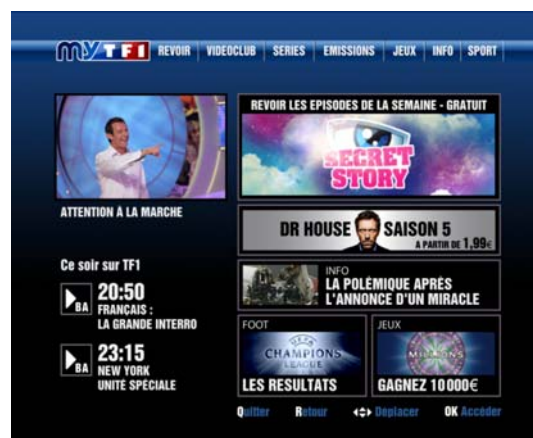 MYTF1 REVOIR VIDEOCLUB SERIES EMISSIONS JEUX INFO SPORT
REVOIR LES EPISODES DE LA SEMAINE - GRATUIT
SECRET
STORY
ATTENTION À LA MARCHE
DR HOUSE SAISON 5
A PARTIR DE 1,99€
Ce soir sur TF1
BA
20:50
FRANÇAIS :
LA GRANDE INTERRO
BA
23:15
NEW YORK
UNITÉ SPÉCIALE
INFO
LA POLÉMIQUE APRÈS
L'ANNONCE D'UN MIRACLE
FOOT
CHAMPIONS
LEAGUE
LES RESULTATS
JEUX
GAGNEZ 10 000€
Quitter Retour Déplacer OK Accéder